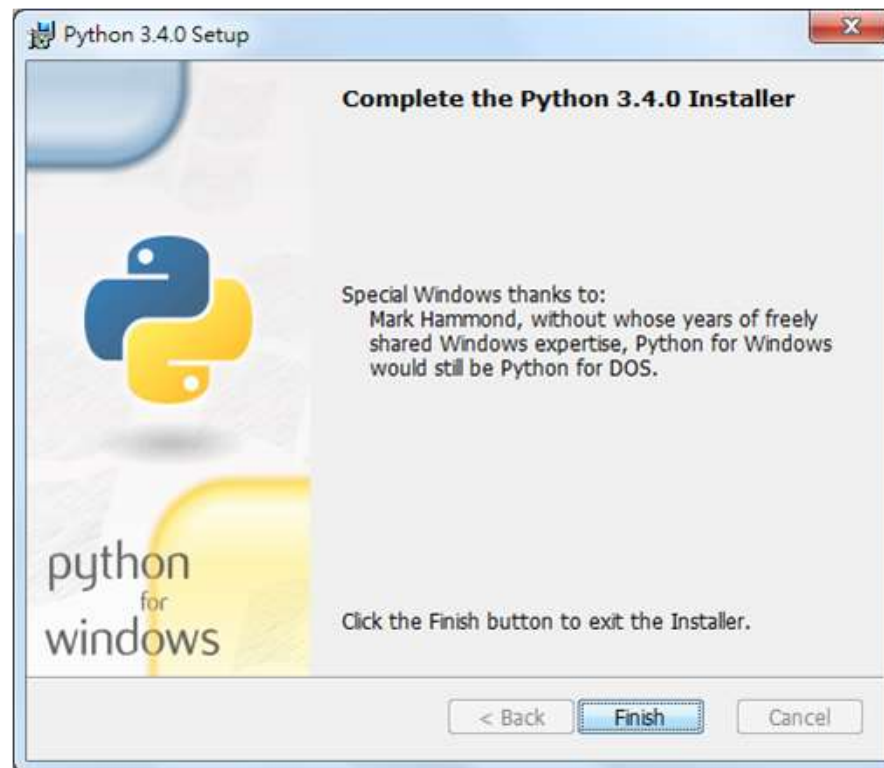 Python 3.4.0 Setup
Complete the Python 3.4.0 Installer
Special Windows thanks to:
Mark Hammond, without whose years of freely
shared Windows expertise, Python for Windows
would still be Python for DOS.
python
for
windows
Click the Finish button to exit the Installer.
< Back Finish Cancel